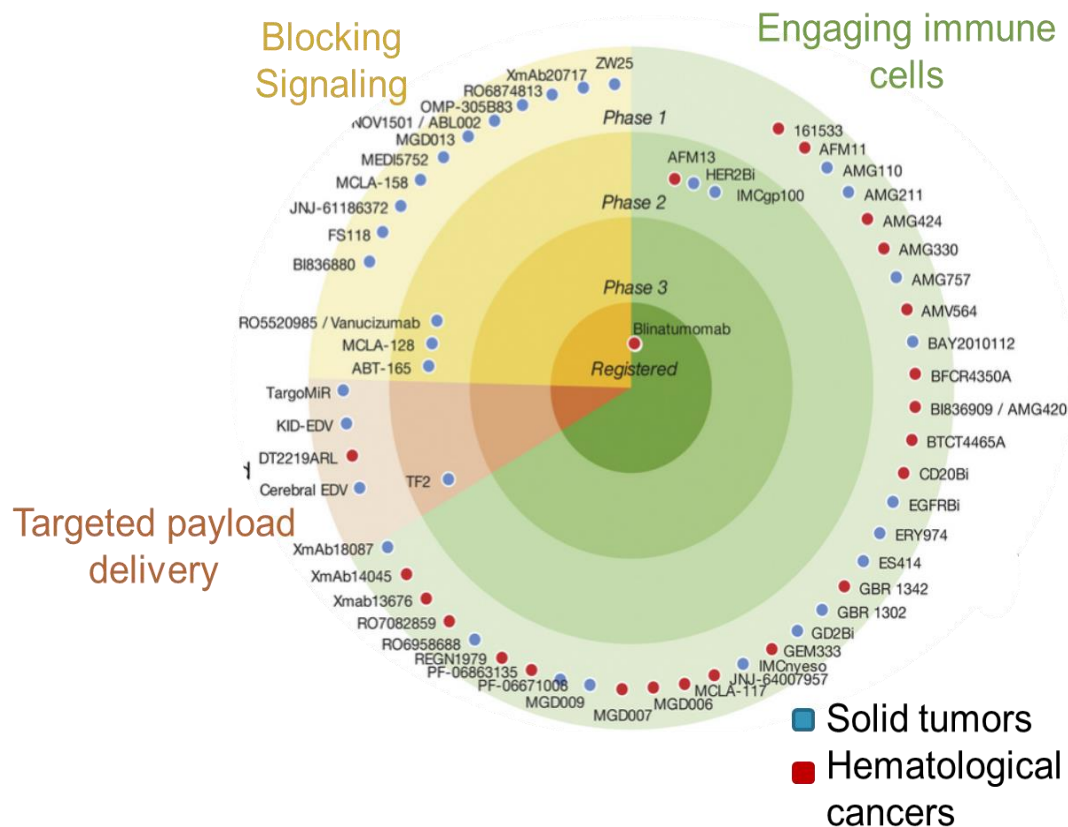 Blocking
Signaling
Engaging immune
cells
ZW25
XmAb20717
RO6874813
OMP-305B83
NOV1501 / ABL002
MGD013
MEDI5752
MCLA-158
JNJ-61186372
FS118
BI836880
RO5520985 / Vanucizumab
MCLA-128
ABT-165
Phase 1
Phase 2
Phase 3
Registered
Blinatumomab
AFM13
HER2Bi
IMCgp100
161533
AFM11
AMG110
AMG211
AMG424
AMG330
AMG757
AMV564
BAY2010112
BFCR4350A
BI836909 / AMG420
BTCT4465A
CD20Bi
EGFRBi
ERY974
ES414
GBR 1342
GBR 1302
GD2Bi
GEM333
IMCnyeso
JNJ-64007957
MCLA-117
MGD006
MGD007
MGD009
PF-06671008
PF-06863135
REGN1979
RO6958688
RO7082859
Xmab13676
XmAb14045
XmAb18087
TargoMiR
KID-EDV
DT2219ARL
Cerebral EDV
TF2
Targeted payload
delivery
Solid tumors
Hematological
cancers